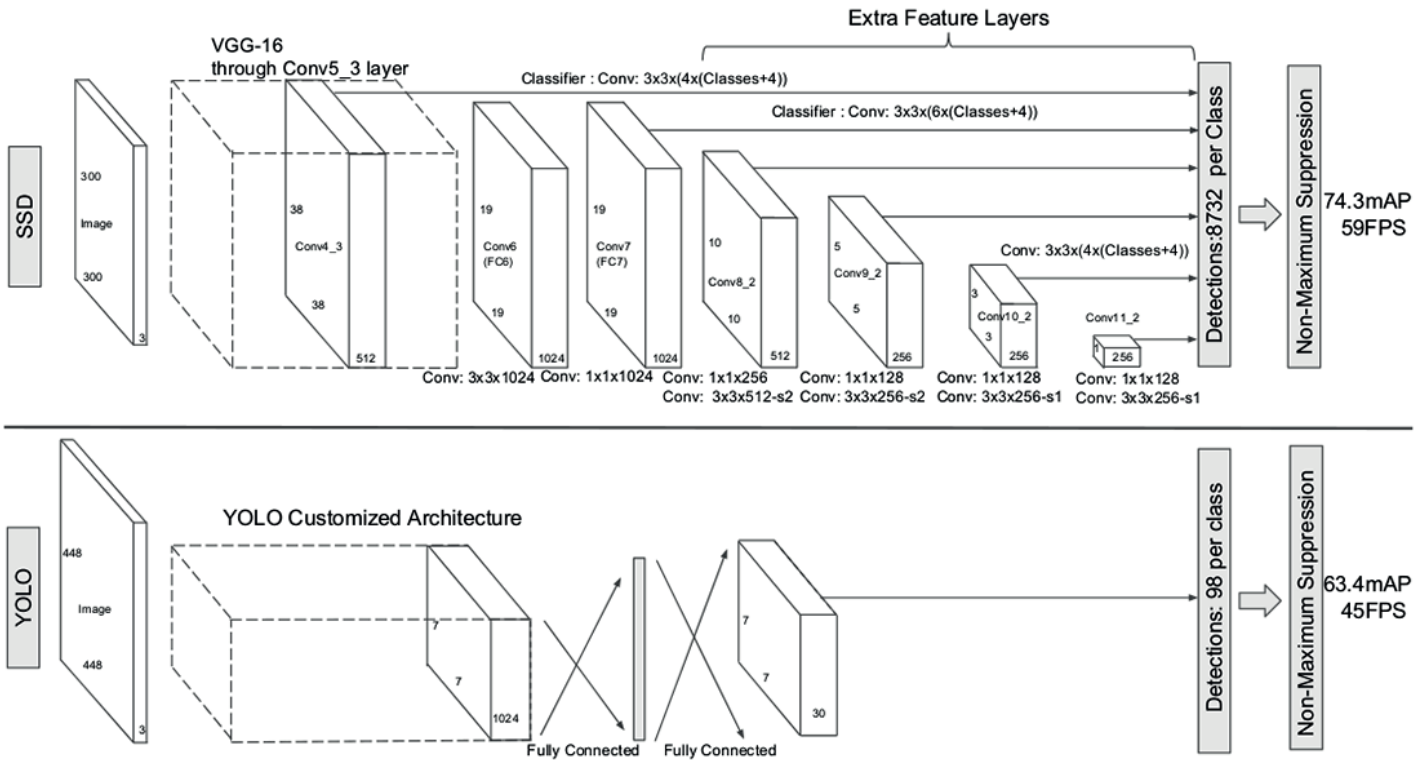 Extra Feature Layers
VGG-16
through Conv5_3 layer
Classifier : Conv: 3x3x(4x(Classes+4))
Classifier : Conv: 3x3x(6x(Classes+4))
SSD
300
Image
300
3
38
Conv4_3
38
512
19
Conv6
(FC6)
19
1024
19
Conv7
(FC7)
19
1024
10
Conv8_2
10
512
5
Conv9_2
5
256
Conv: 3x3x(4x(Classes+4))
3
Conv10_2
3
256
Conv11_2
1
256
Conv: 3x3x1024
Conv: 1x1x1024
Conv: 1x1x256
Conv: 3x3x512-s2
Conv: 1x1x128
Conv: 3x3x256-s2
Conv: 1x1x128
Conv: 3x3x256-s1
Conv: 1x1x128
Conv: 3x3x256-s1
Detections:8732 per Class
Non-Maximum Suppression
74.3mAP
59FPS
YOLO
448
Image
448
3
YOLO Customized Architecture
7
7
1024
Fully Connected
Fully Connected
7
7
30
Detections: 98 per class
Non-Maximum Suppression
63.4mAP
45FPS